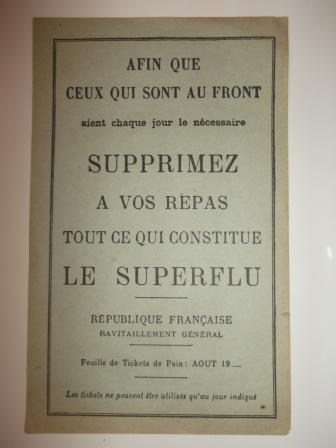 AFIN QUE
CEUX QUI SONT AU FRONT
aient chaque jour le nécessaire
SUPPRIMEZ
A VOS REPAS
TOUT CE QUI CONSTITUE
LE SUPERFLU
RÉPUBLIQUE FRANÇAISE
RAVITAILLEMENT GÉNÉRAL
Feuille de Tickets de Pain : AOUT 19__
Les tickets ne peuvent être utilisés qu'au jour indiqué